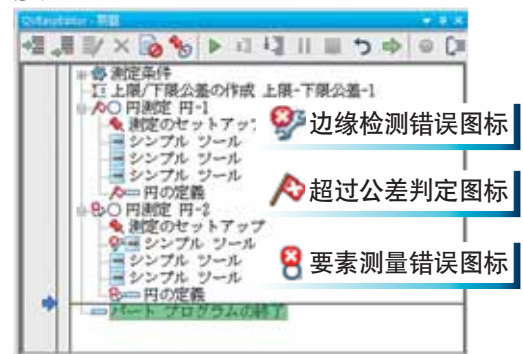 測定条件
上限/下限公差の作成 上限-下限公差-1
円測定 円-1
測定のセットアップ
シンプル ツール
シンプル ツール
シンプル ツール
円の定義
円測定 円-2
測定のセットアップ
シンプル ツール
シンプル ツール
シンプル ツール
円の定義
パート プログラムの終了
边缘检测错误图标
超过公差判定图标
要素测量错误图标